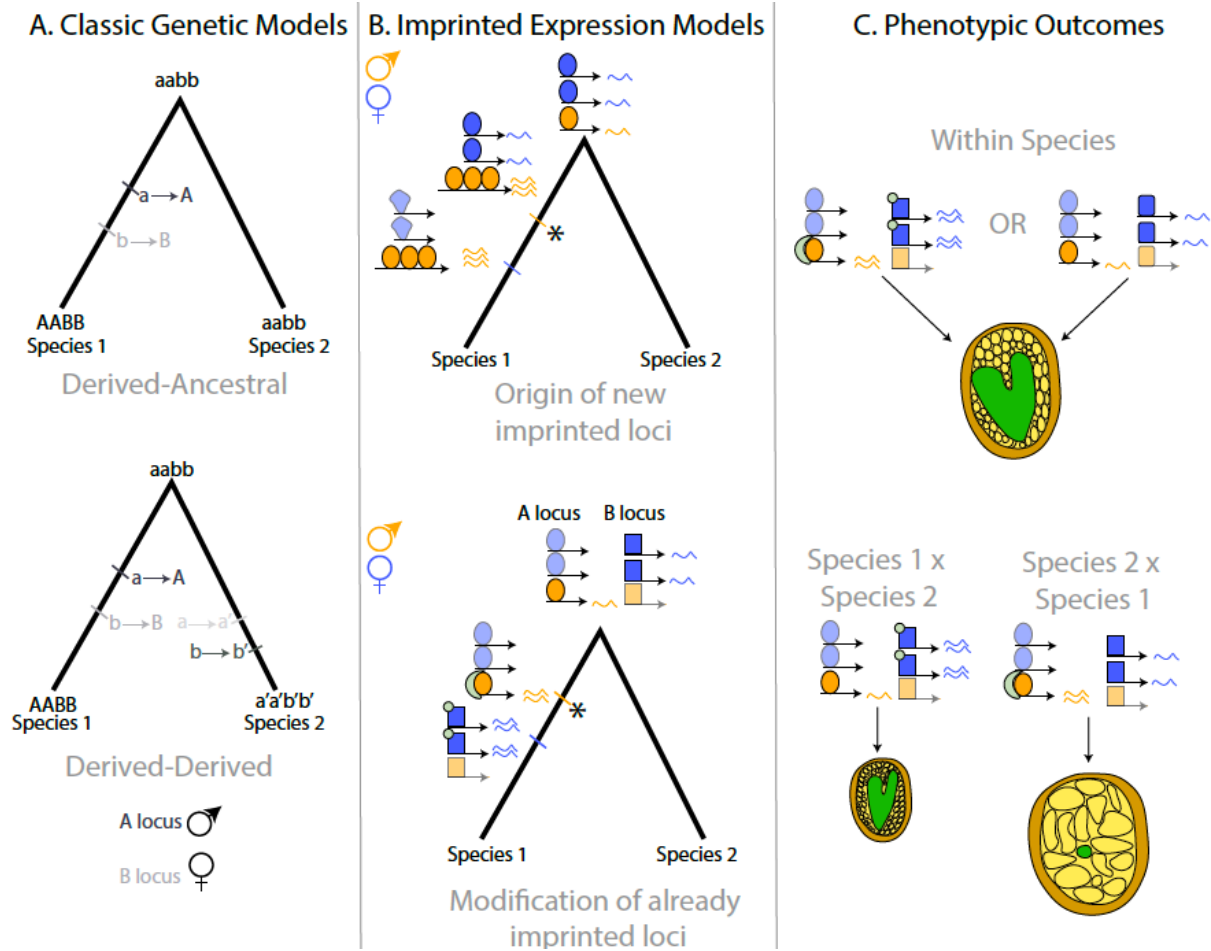 A. Classic Genetic Models
aabb
a→A
b→B
AABB
Species 1
aabb
Species 2
Derived-Ancestral
aabb
a→A
b→B
a→a'
b→b'
AABB
Species 1
a'a'b'b'
Species 2
Derived-Derived
A locus
B locus
B. Imprinted Expression Models
*
Species 1
Species 2
Origin of new
imprinted loci
A locus
B locus
*
Species 1
Species 2
Modification of already
imprinted loci
C. Phenotypic Outcomes
Within Species
OR
Species 1 x
Species 2
Species 2 x
Species 1